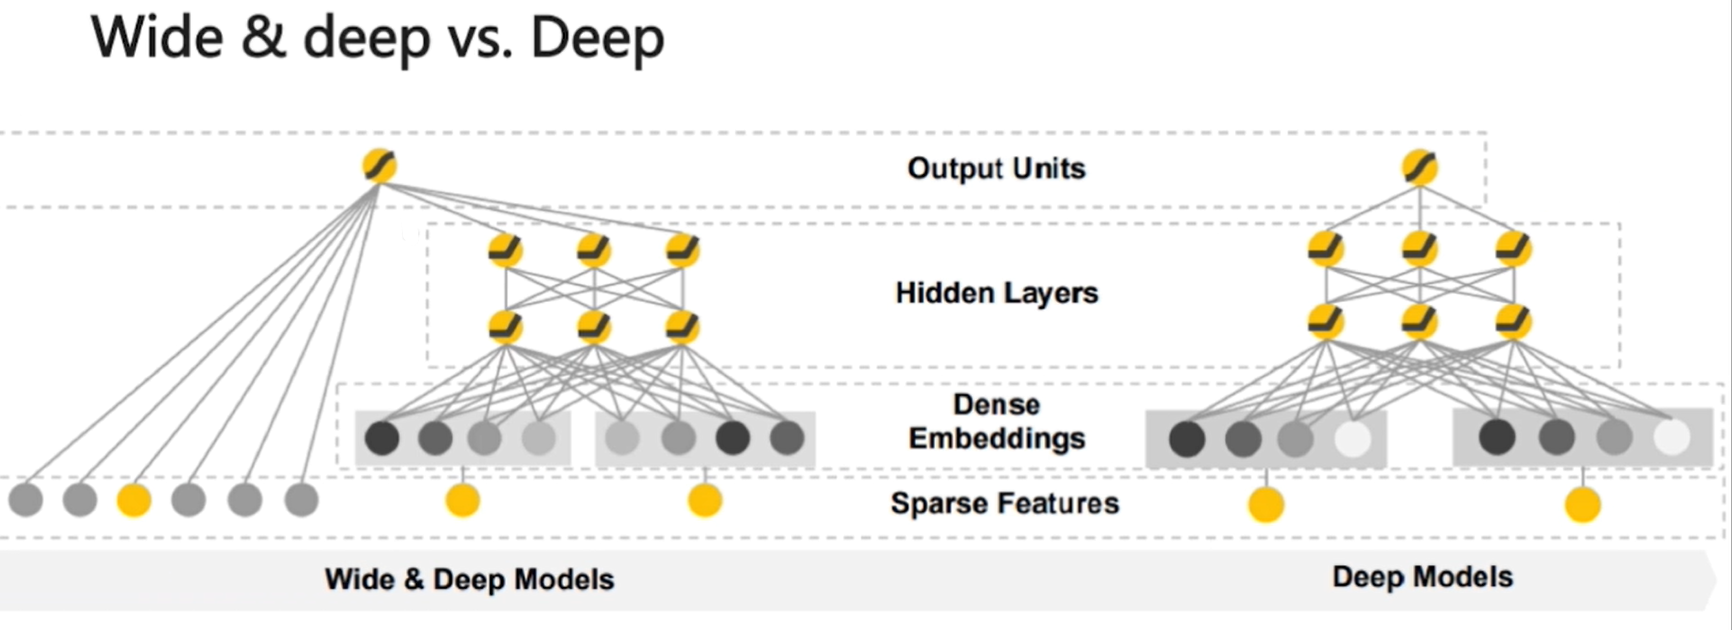 Wide & deep vs. Deep
Output Units
Hidden Layers
Dense
Embeddings
Sparse Features
Wide & Deep Models
Deep Models